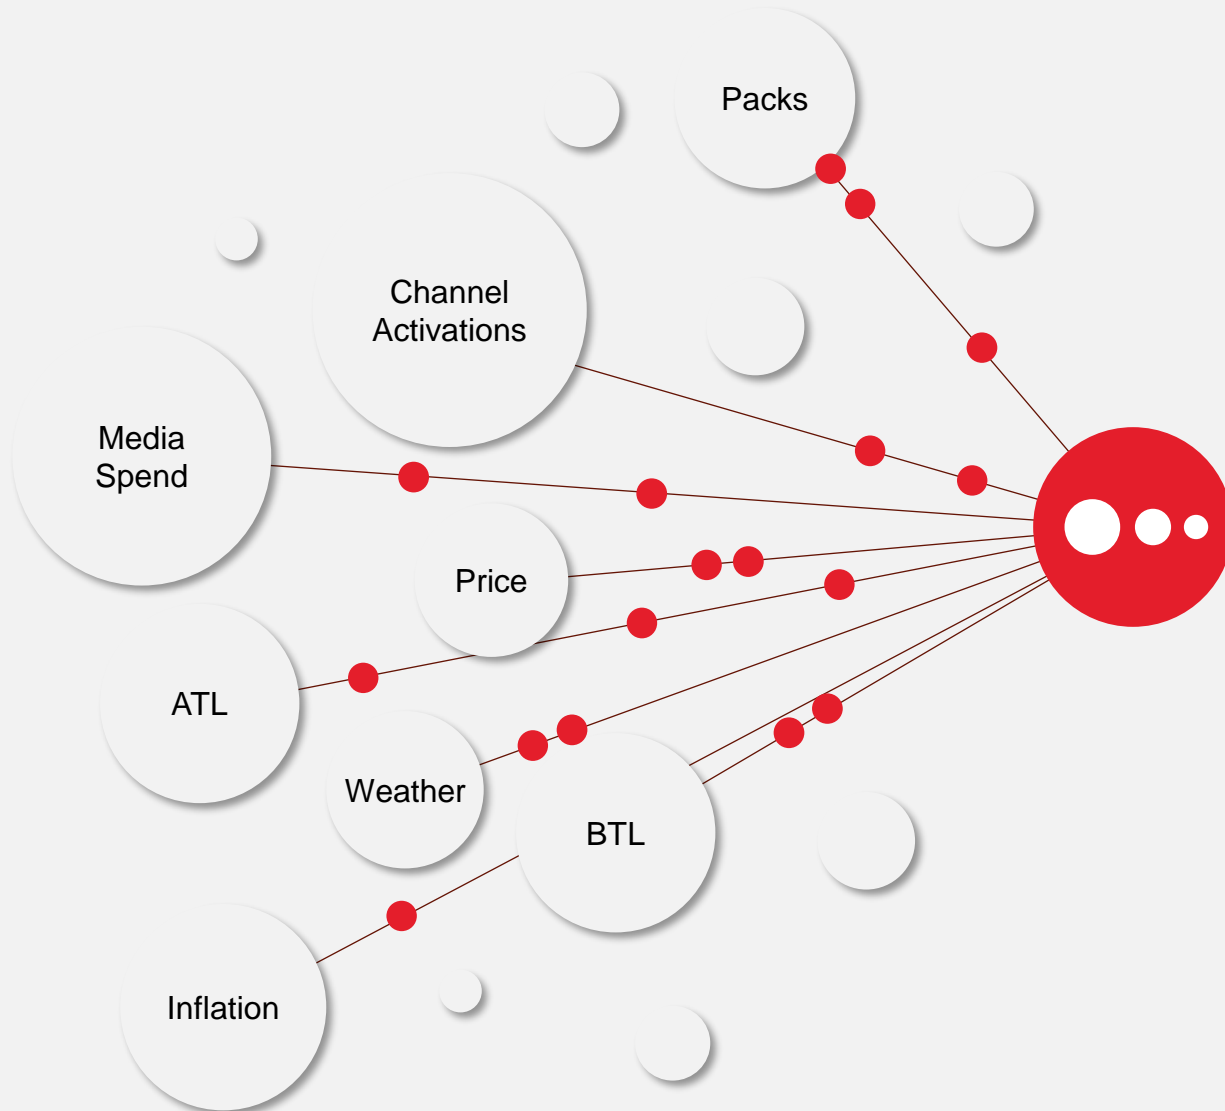 Packs
Channel
Activations
Media
Spend
Price
ATL
Weather
BTL
Inflation